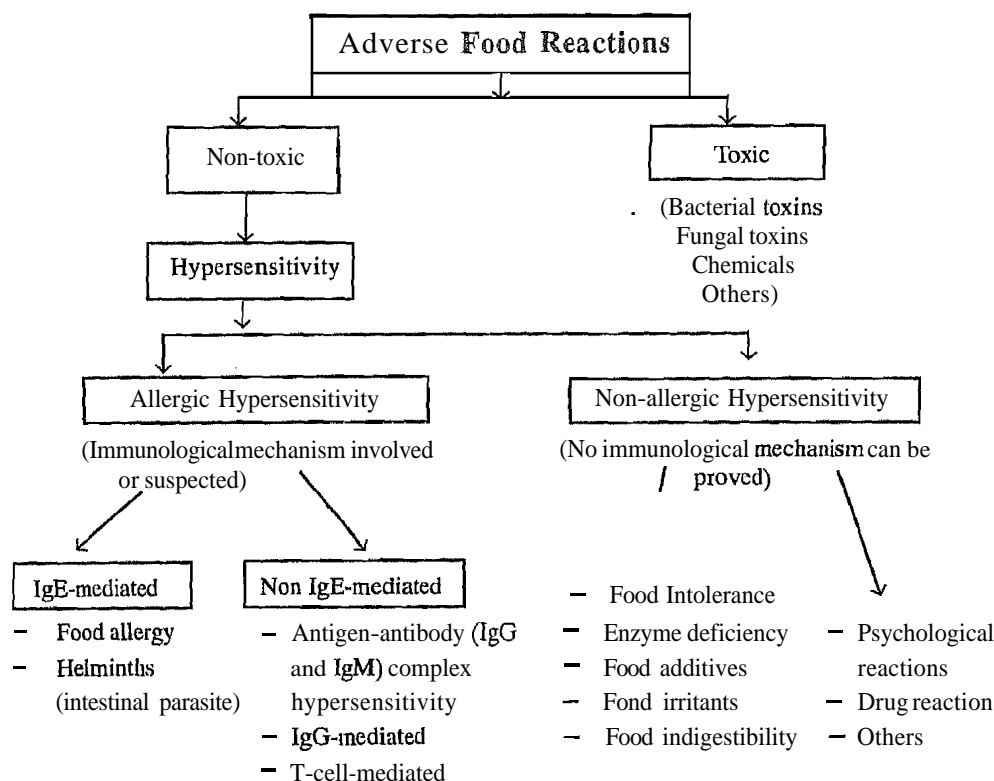 Adverse Food Reactions
Non-toxic
Toxic
(Bacterial toxins
Fungal toxins
Chemicals
Others)
Hypersensitivity
Allergic Hypersensitivity
(Immunological mechanism involved
or suspected)
Non-allergic Hypersensitivity
(No immunological mechanism can be
proved)
IgE-mediated
– Food allergy
– Helminths
(intestinal parasite)
Non IgE-mediated
– Antigen-antibody (IgG
and IgM) complex
hypersensitivity
– IgG-mediated
– T-cell-mediated
– Food Intolerance
– Enzyme deficiency
– Food additives
– Fond irritants
– Food indigestibility
– Psychological
reactions
– Drug reaction
– Others